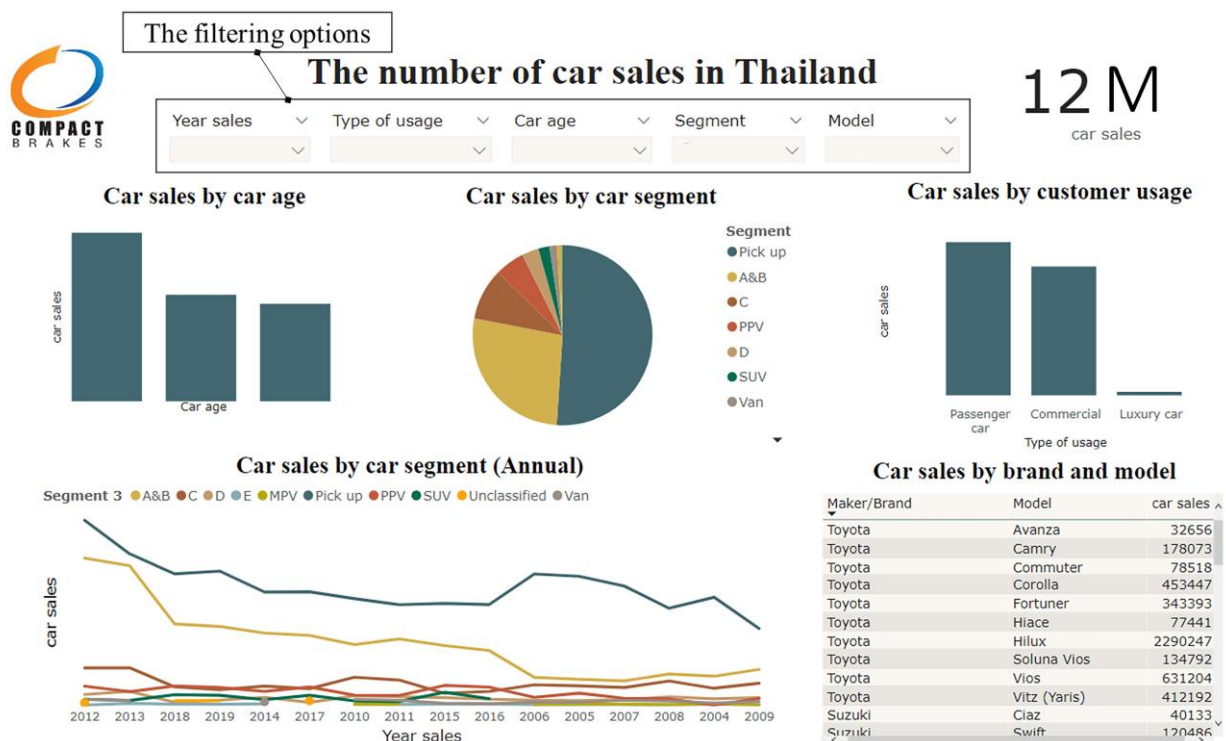 The filtering options
The number of car sales in Thailand
COMPACT
BRAKES
Year sales
Type of usage
Car age
Segment
Model
12 M
car sales
Car sales by car age
car sales
Car age
Car sales by car segment
Segment
Pick up
A&B
C
PPV
D
SUV
Van
Car sales by customer usage
car sales
Passenger
car
Commercial
Luxury car
Type of usage
Car sales by car segment (Annual)
Segment 3 A&B C D E MPV Pick up PPV SUV Unclassified Van
car sales
2012 2013 2018 2019 2014 2017 2010 2011 2015 2016 2006 2005 2007 2008 2004 2009
Year sales
Car sales by brand and model
Maker/Brand Model car sales
Toyota Avanza 32656
Toyota Camry 178073
Toyota Commuter 78518
Toyota Corolla 453447
Toyota Fortuner 343393
Toyota Hiace 77441
Toyota Hilux 2290247
Toyota Soluna Vios 134792
Toyota Vios 631204
Toyota Vitz (Yaris) 412192
Suzuki Ciaz 40133
Suzuki Swift 120486